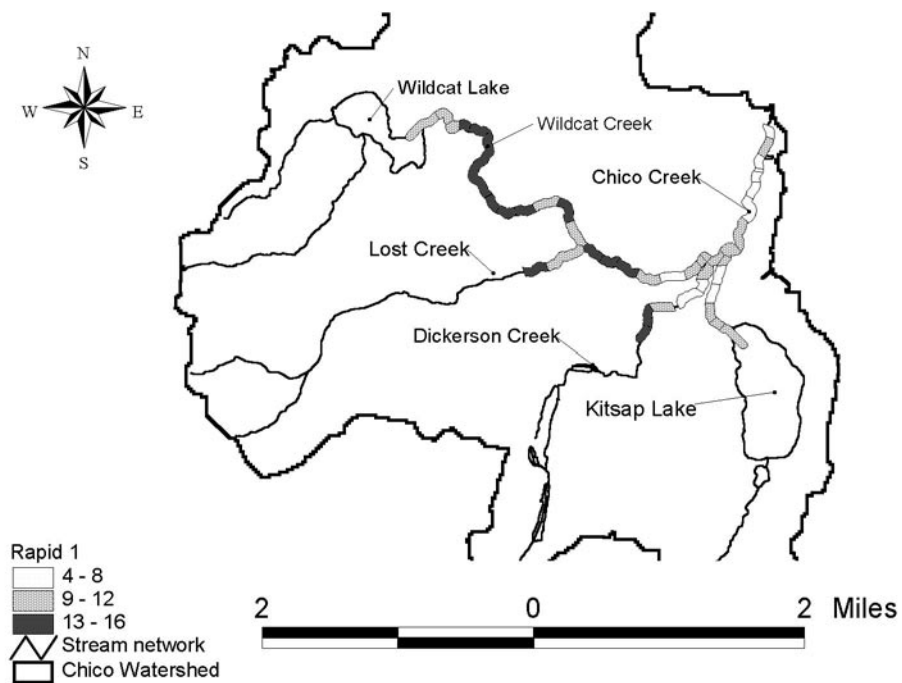 N
W E
S
Wildcat Lake
Wildcat Creek
Chico Creek
Lost Creek
Dickerson Creek
Kitsap Lake
Rapid 1
4 - 8
9 - 12
13 - 16
Stream network
Chico Watershed
2 0 2 Miles